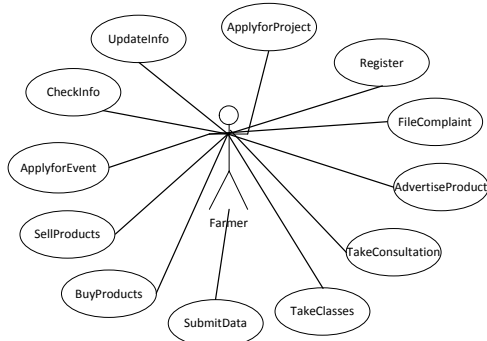 ApplyforProject
UpdateInfo
Register
CheckInfo
FileComplaint
ApplyforEvent
AdvertiseProduct
Farmer
SellProducts
TakeConsultation
BuyProducts
TakeClasses
SubmitData